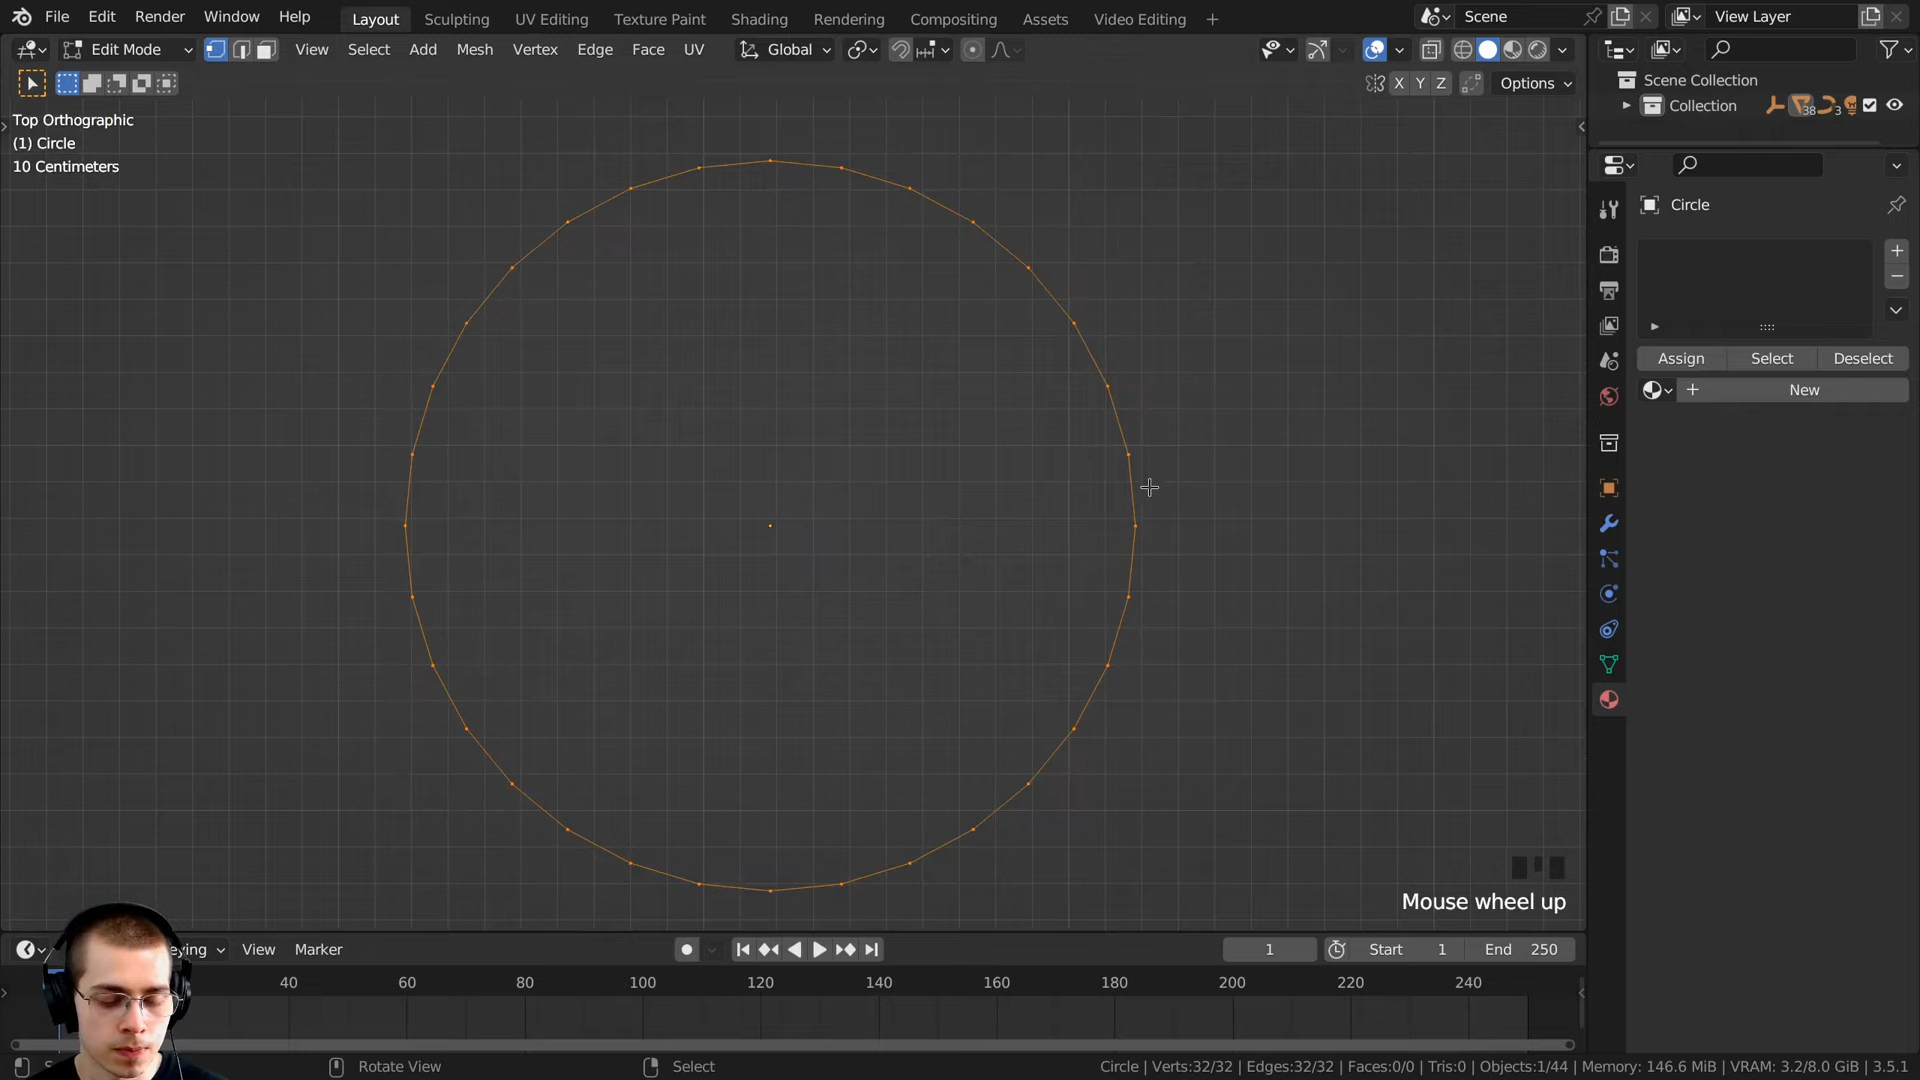 File Edit Render Window Help Layout Sculpting UV Editing Texture Paint Shading Rendering Compositing Assets Video Editing + Scene View Layer
Edit Mode View Select Add Mesh Vertex Edge Face UV Global
X Y Z Options
Scene Collection
Collection 38 3
Top Orthographic
(1) Circle
10 Centimeters
Circle
Assign Select Deselect
New
Mouse wheel up
View Marker 1 Start 1 End 250
40 60 80 100 120 140 160 180 200 220 240
Rotate View Select Circle | Verts:32/32 | Edges:32/32 | Faces:0/0 | Tris:0 | Objects:1/44 | Memory: 146.6 MiB | VRAM: 3.2/8.0 GiB | 3.5.1